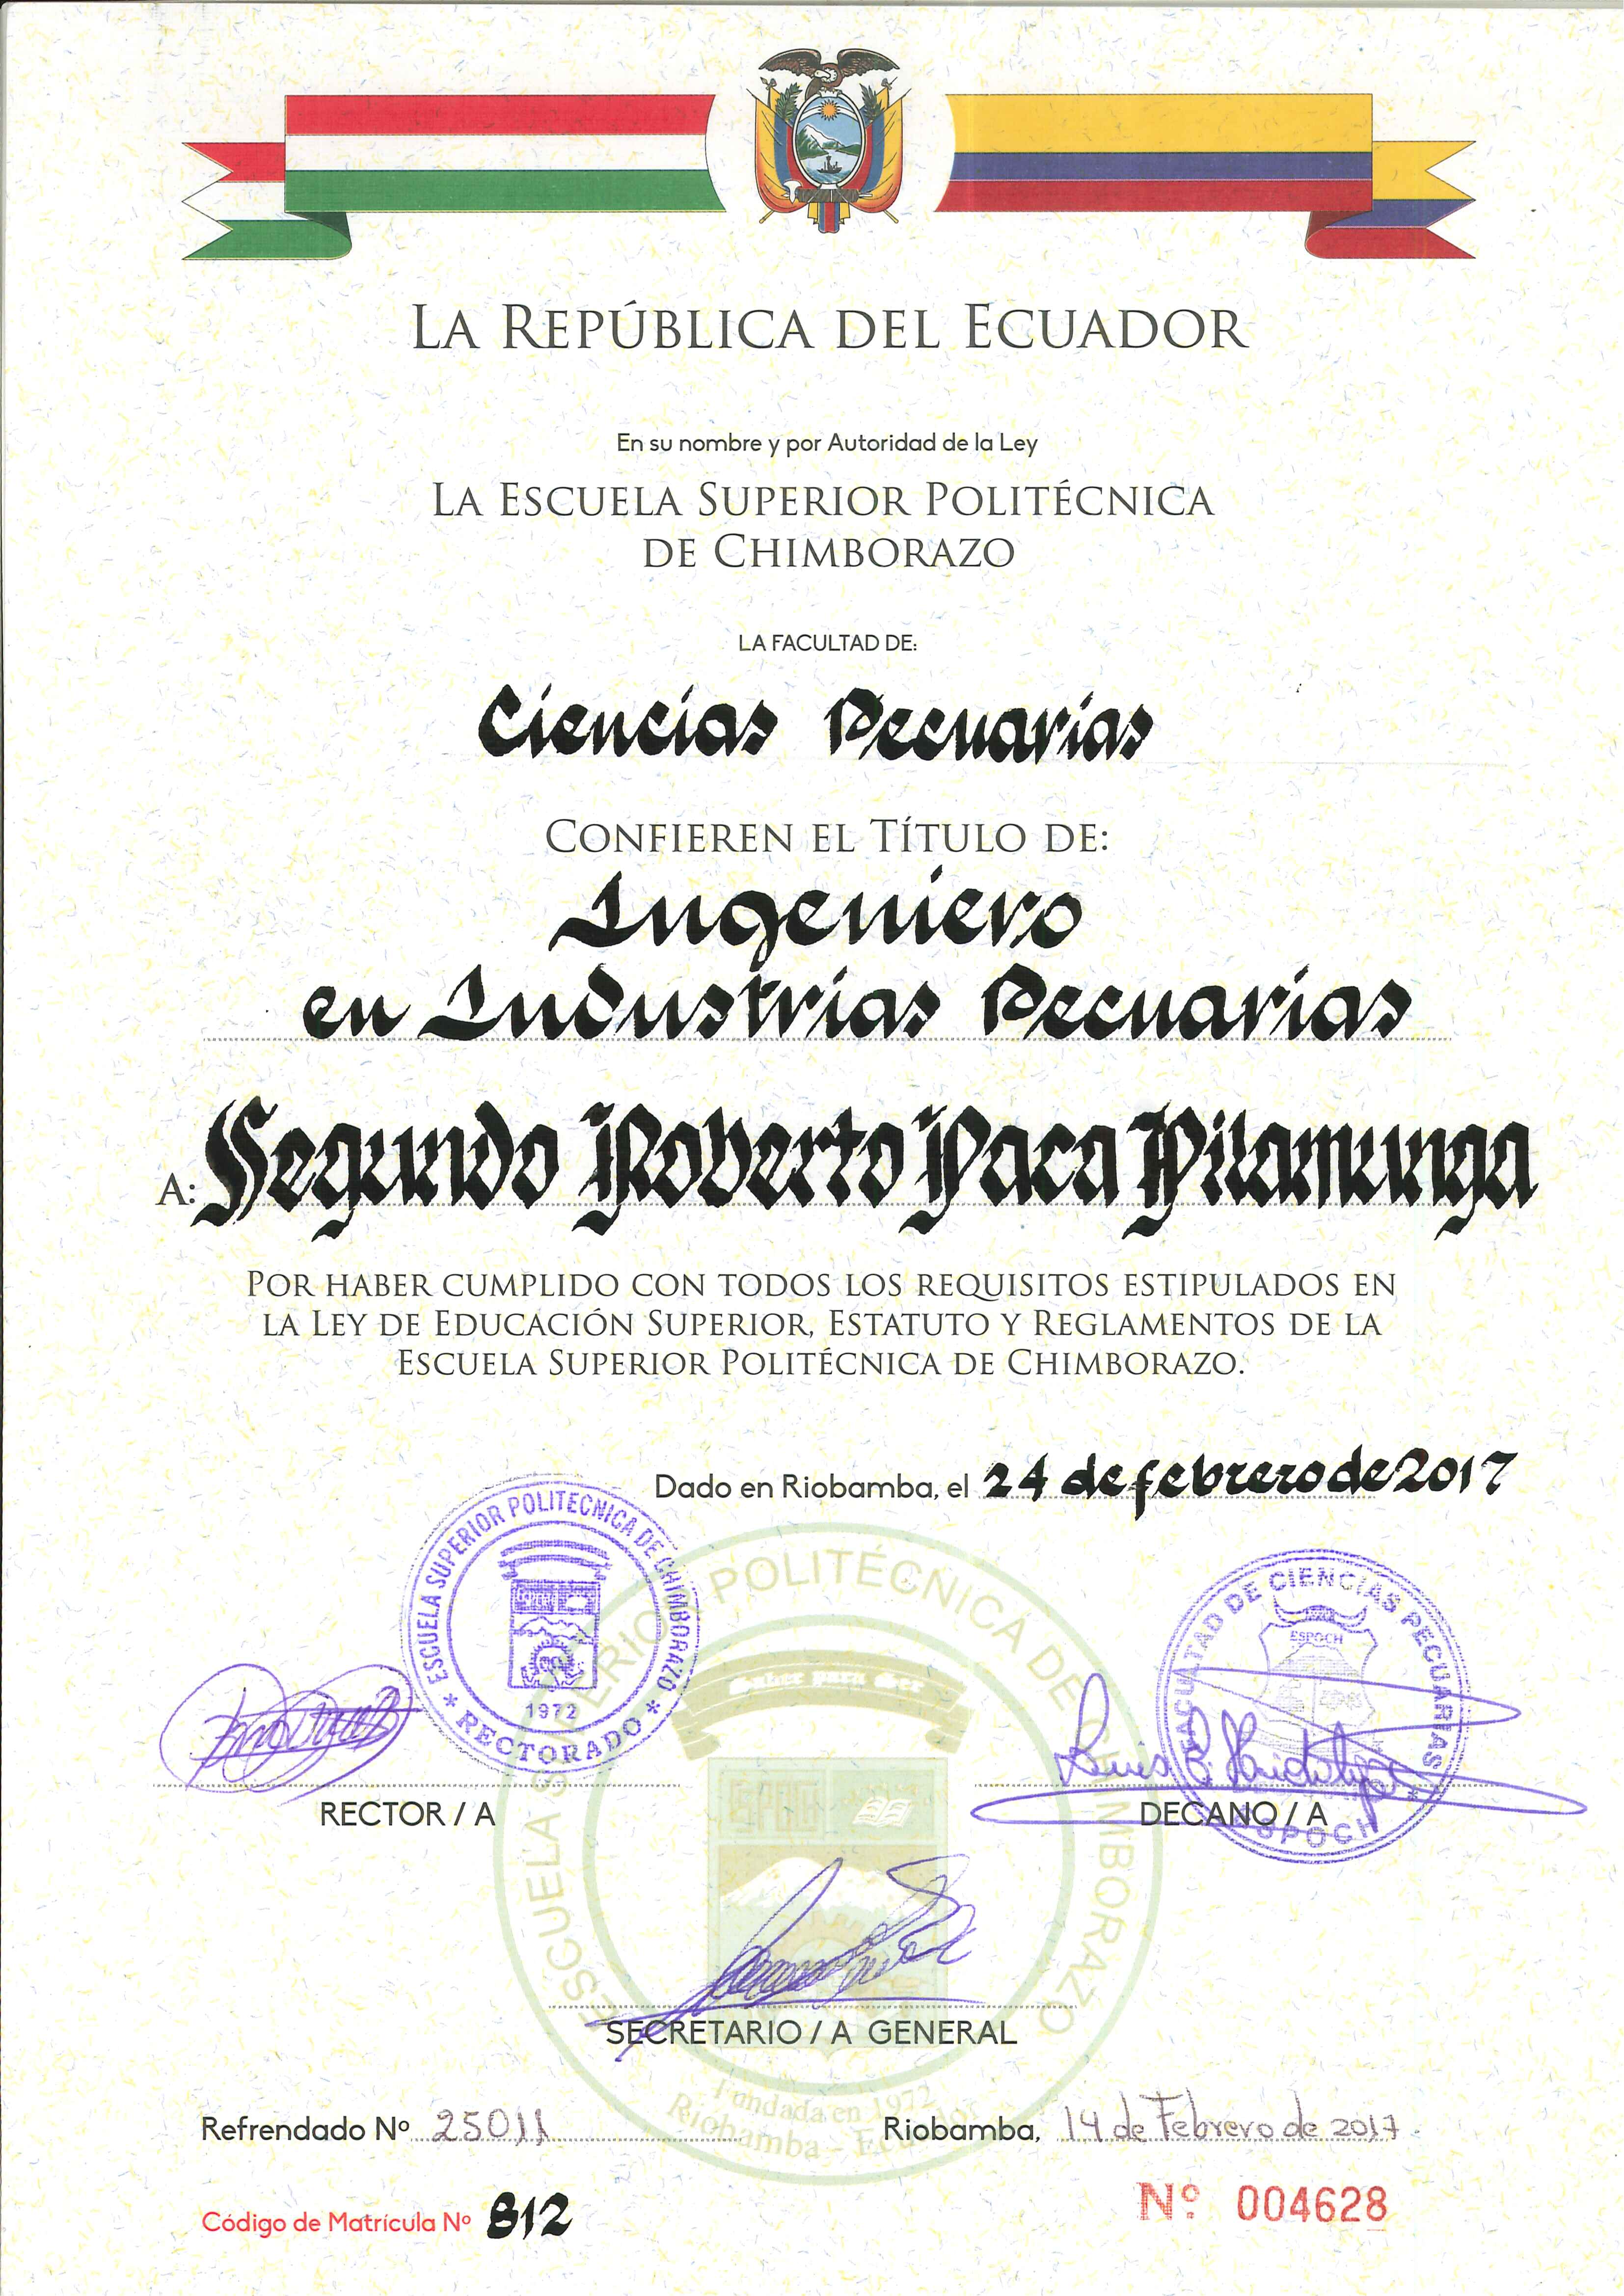 LA REPÚBLICA DEL ECUADOR
En su nombre y por Autoridad de la Ley
LA ESCUELA SUPERIOR POLITÉCNICA
DE CHIMBORAZO
LA FACULTAD DE:
Ciencias Pecuarias
CONFIEREN EL TÍTULO DE:
Ingeniero
en Industrias Pecuarias
A: Segundo Roberto Paca Pilamunga
POR HABER CUMPLIDO CON TODOS LOS REQUISITOS ESTIPULADOS EN
LA LEY DE EDUCACIÓN SUPERIOR, ESTATUTO Y REGLAMENTOS DE LA
ESCUELA SUPERIOR POLITÉCNICA DE CHIMBORAZO.
Dado en Riobamba, el 24 de febrero de 2017
ESCUELA SUPERIOR POLITECNICA DE CHIMBORAZO
1972
* RECTORADO *
FACULTAD DE CIENCIAS PECUARIAS *
ESPOCH
ESPOCH
ESCUELA SUPERIOR POLITÉCNICA DE CHIMBORAZO
Saber para Ser
RECTOR / A
DECANO / A
SECRETARIO / A GENERAL
Fundada en 1972
Riobamba - Ecuador
Refrendado Nº 25011
Riobamba, 14 de Febrero de 2017
Código de Matrícula Nº 812
Nº 004628